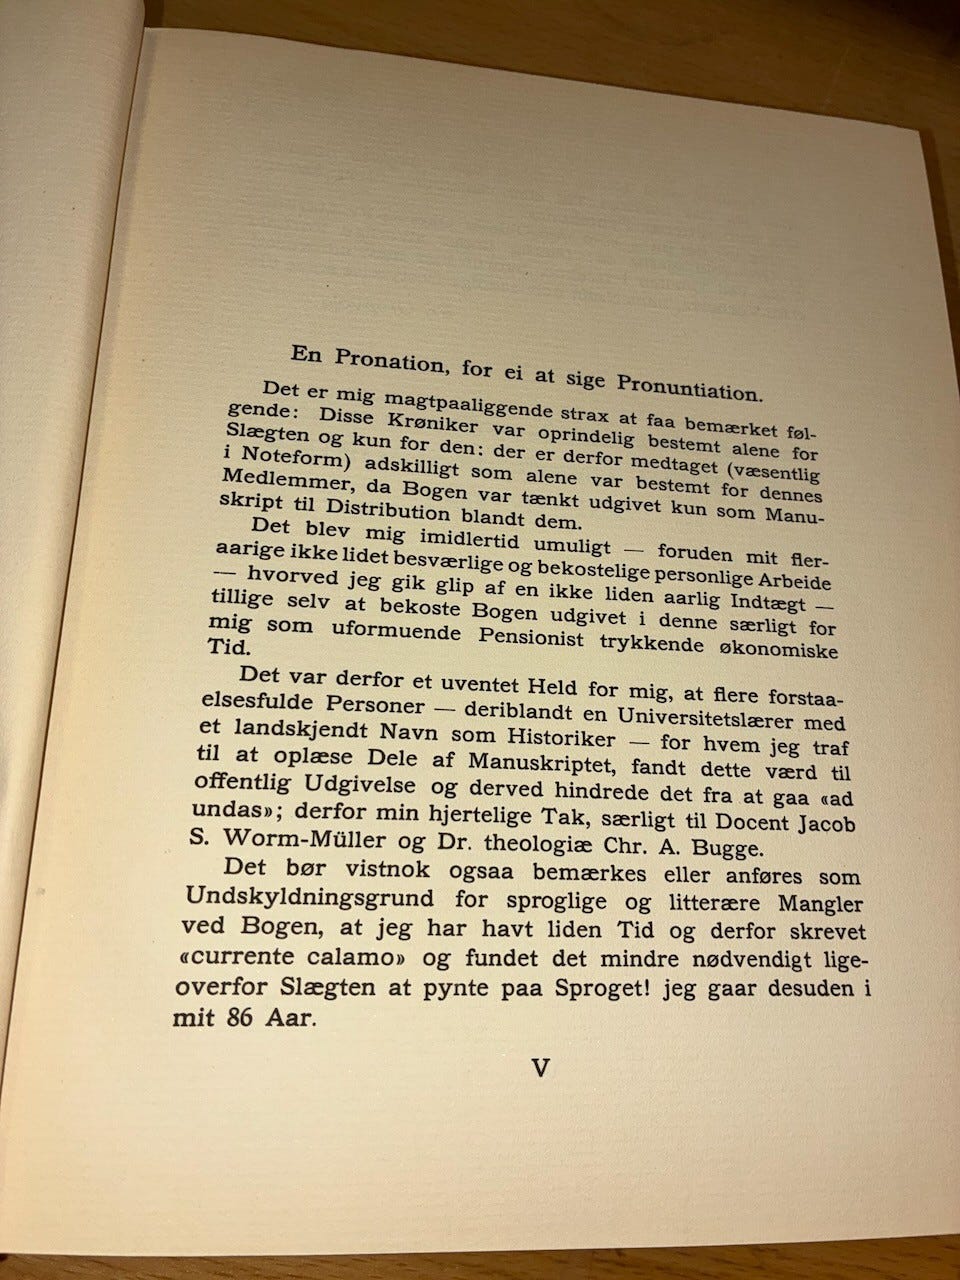 En Pronation, for ei at sige Pronuntiation.
Det er mig magtpaaliggende strax at faa bemærket føl-
gende: Disse Krøniker var oprindelig bestemt alene for
Slægten og kun for den: der er derfor medtaget (væsentlig
i Noteform) adskilligt som alene var bestemt for dennes
Medlemmer, da Bogen var tænkt udgivet kun som Manu-
skript til Distribution blandt dem.
Det blev mig imidlertid umuligt — foruden mit fler-
aarige ikke lidet besværlige og bekostelige personlige Arbeide
— hvorved jeg gik glip af en ikke liden aarlig Indtægt —
tillige selv at bekoste Bogen udgivet i denne særligt for
mig som uformuende Pensionist trykkende økonomiske
Tid.
Det var derfor et uventet Held for mig, at flere forstaa-
elsesfulde Personer — deriblandt en Universitetslærer med
et landskjendt Navn som Historiker — for hvem jeg traf
til at oplæse Dele af Manuskriptet, fandt dette værd til
offentlig Udgivelse og derved hindrede det fra at gaa «ad
undas»; derfor min hjertelige Tak, særligt til Docent Jacob
S. Worm-Müller og Dr. theologiæ Chr. A. Bugge.
Det bør vistnok ogsaa bemærkes eller anføres som
Undskyldningsgrund for sproglige og litterære Mangler
ved Bogen, at jeg har havt liden Tid og derfor skrevet
«currente calamo» og fundet det mindre nødvendigt lige-
overfor Slægten at pynte paa Sproget! jeg gaar desuden i
mit 86 Aar.
V